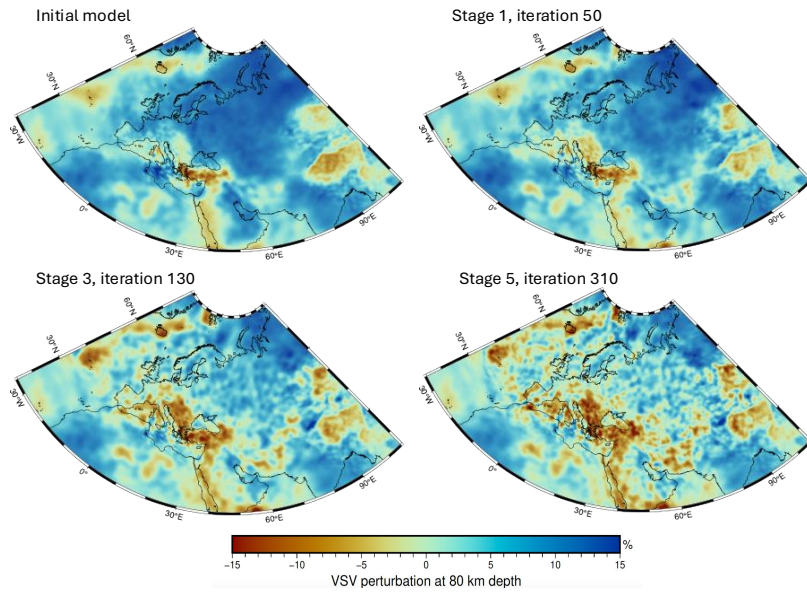 Initial model
Stage 1, iteration 50
60°N
30°N
30°W
0°
30°E
60°E
90°E
60°N
30°N
30°W
0°
30°E
60°E
90°E
Stage 3, iteration 130
Stage 5, iteration 310
60°N
30°N
30°W
0°
30°E
60°E
90°E
60°N
30°N
30°W
0°
30°E
60°E
90°E
%
−15 −10 −5 0 5 10 15
VSV perturbation at 80 km depth